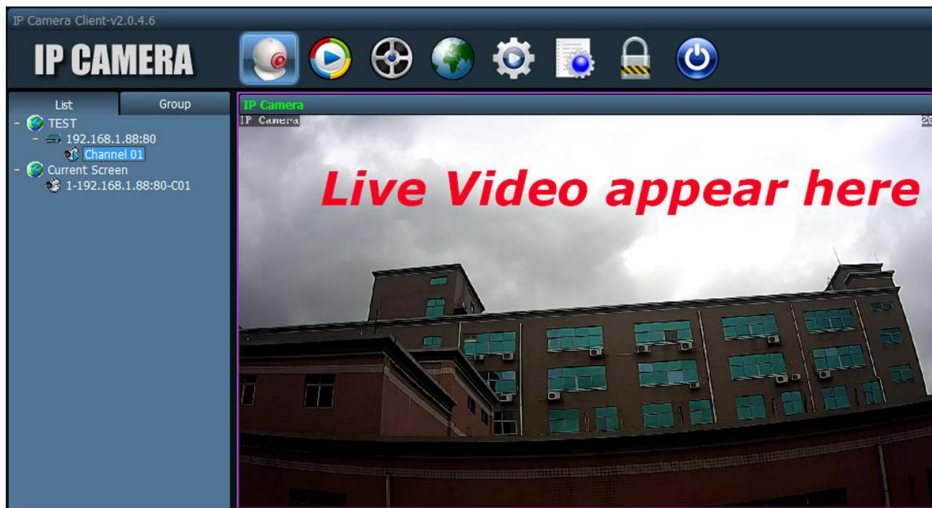 IP Camera Client-v2.0.4.6
IP CAMERA
List Group
TEST
192.168.1.88:80
Channel 01
Current Screen
1-192.168.1.88:80-C01
IP Camera
IP Camera
20
Live Video appear here